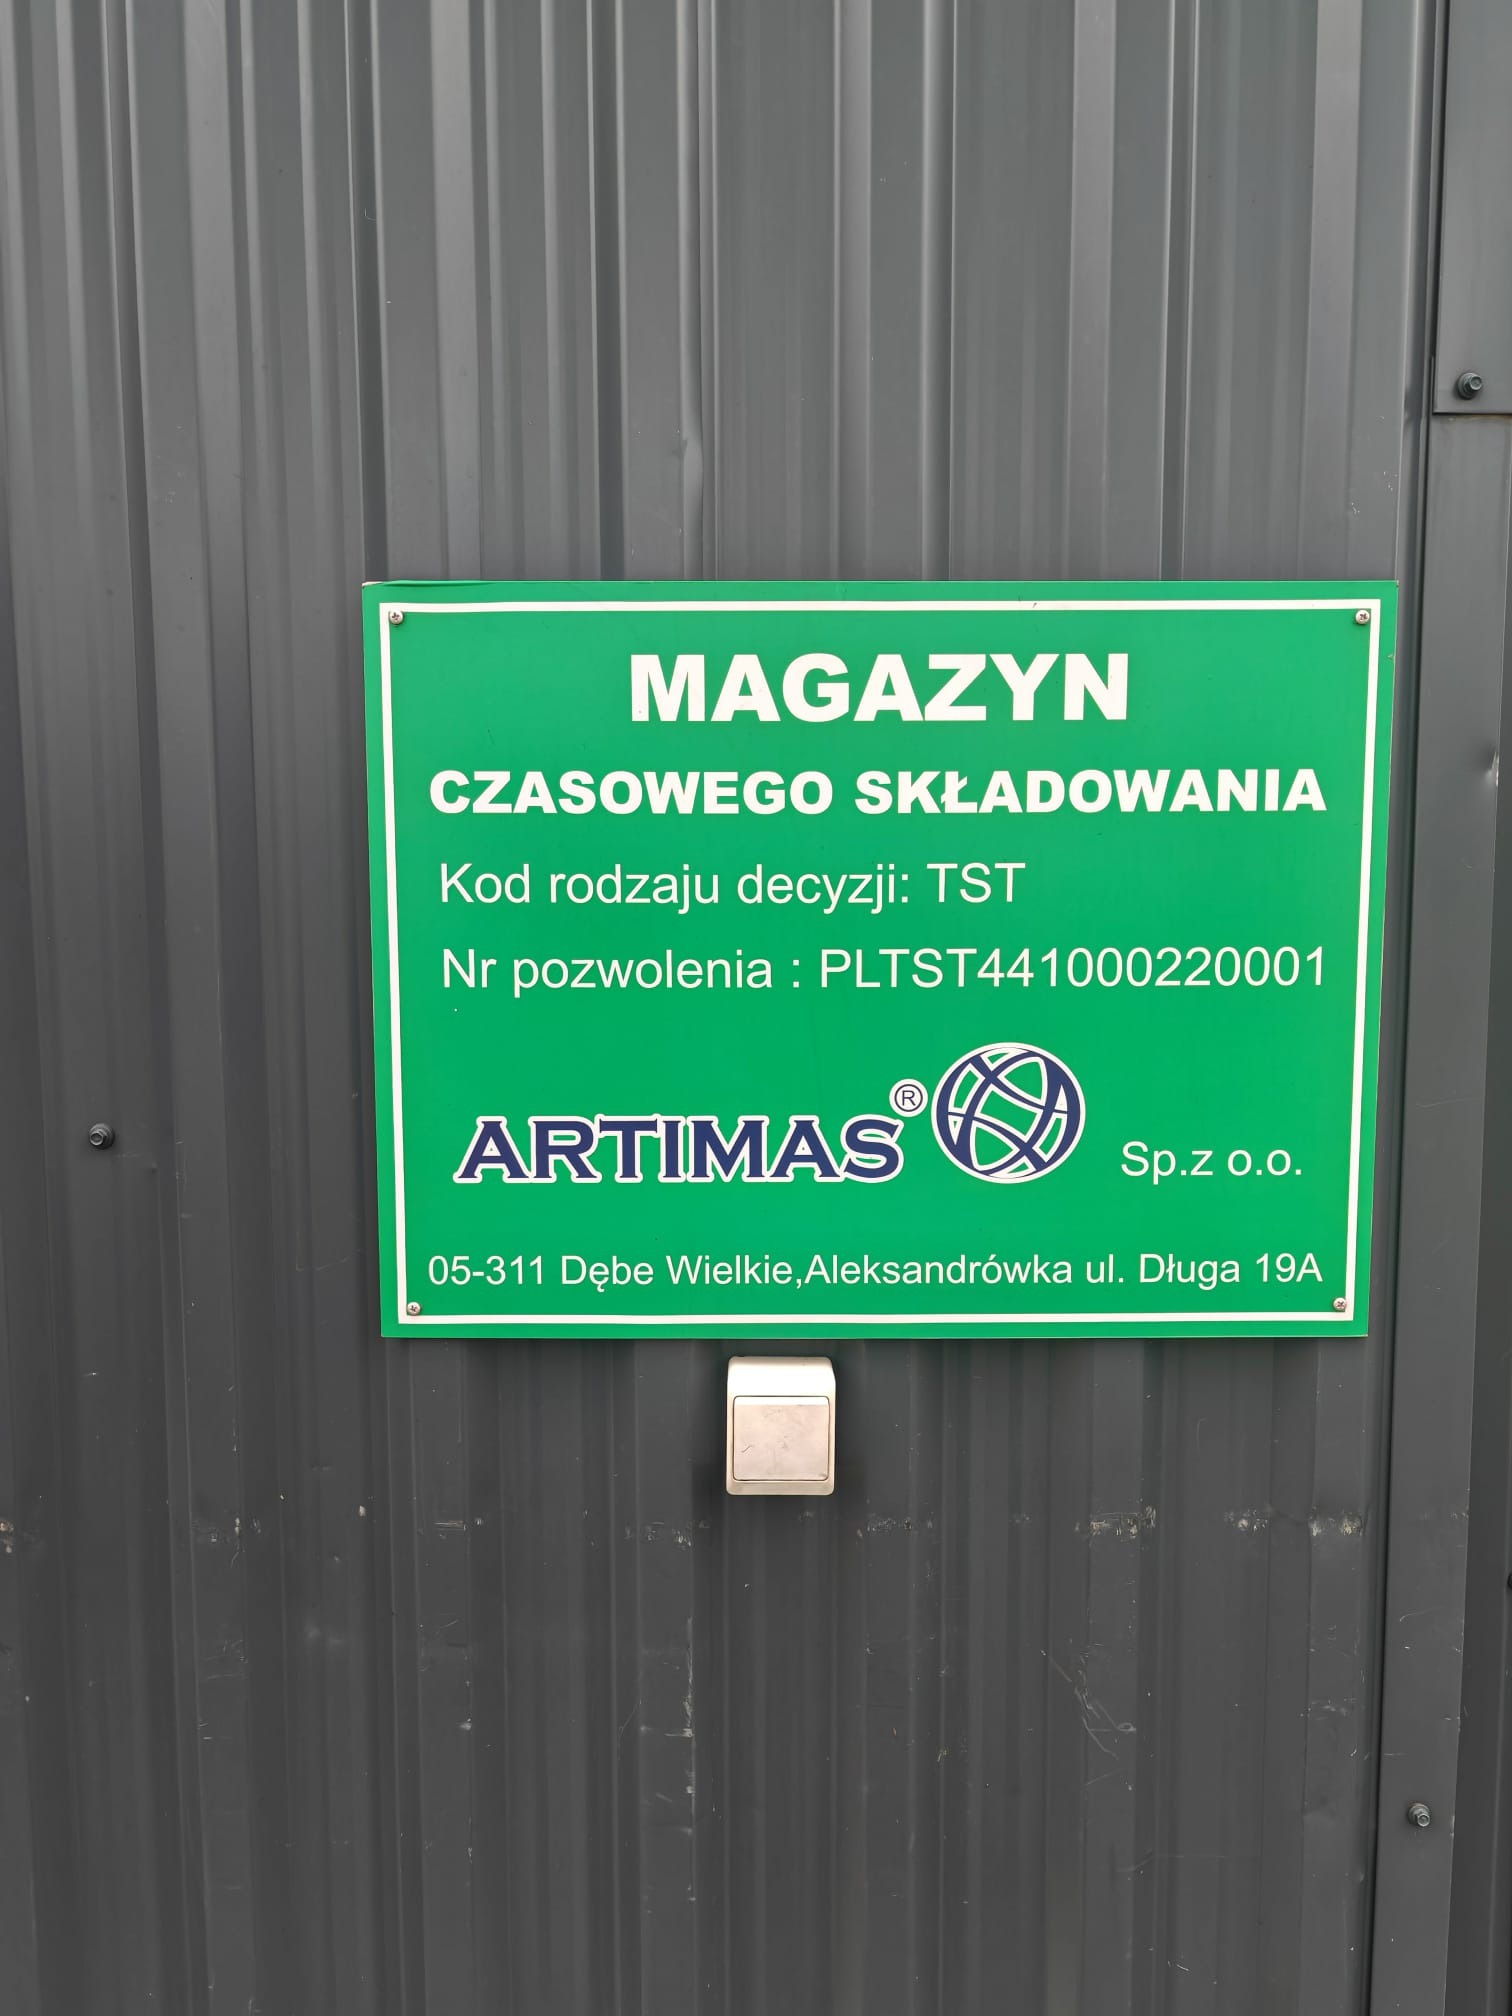 MAGAZYN
CZASOWEGO SKŁADOWANIA
Kod rodzaju decyzji: TST
Nr pozwolenia : PLTST441000220001
ARTIMAS® Sp.z o.o.
05-311 Dębe Wielkie,Aleksandrówka ul. Długa 19A